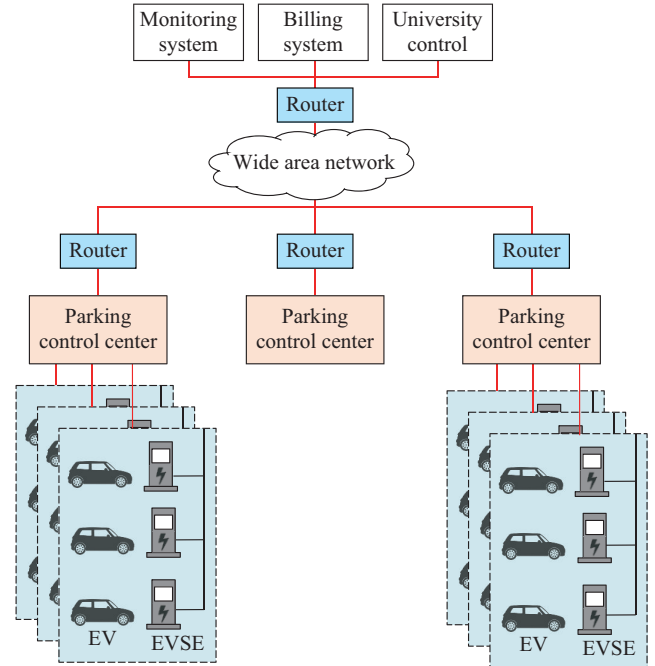 Monitoring
system
Billing
system
University
control
Router
Wide area network
Router
Router
Router
Parking
control center
Parking
control center
Parking
control center
EV
EVSE
EV
EVSE